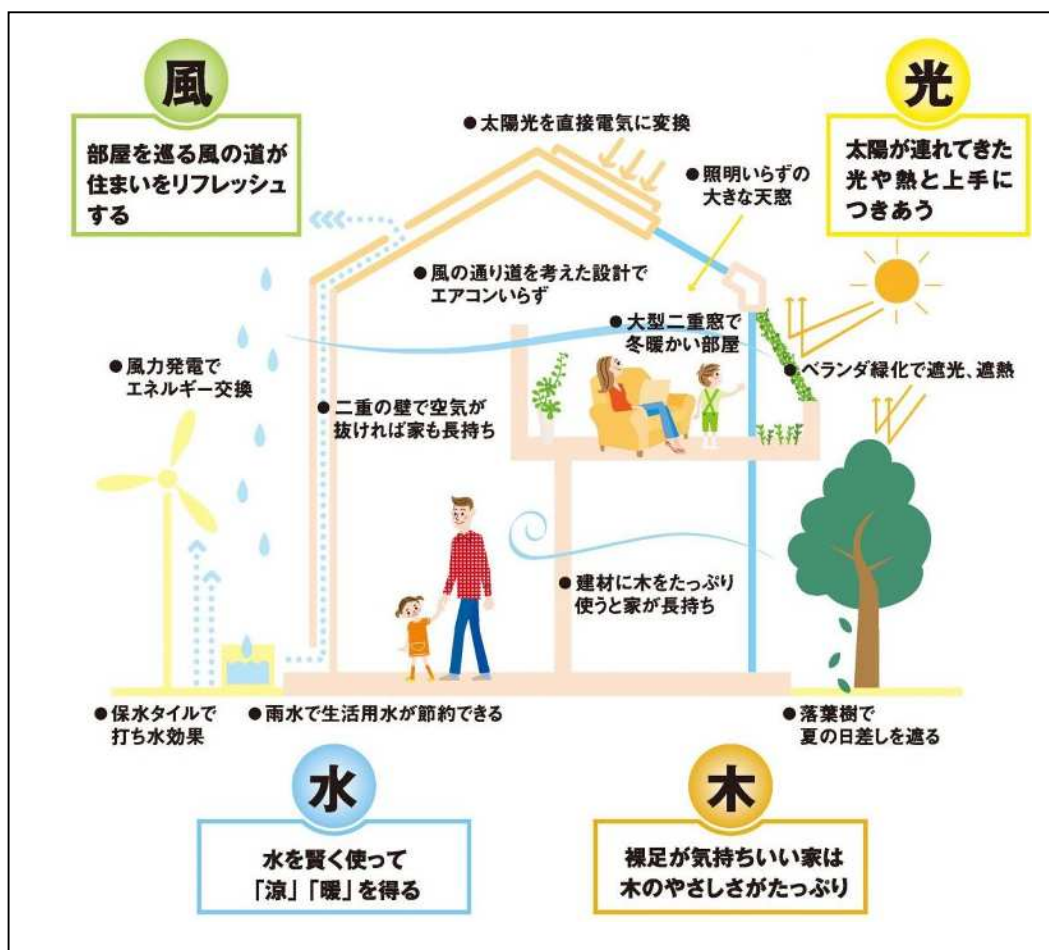 風
部屋を巡る風の道が
住まいをリフレッシュ
する
光
太陽が連れてきた
光や熱と上手に
つきあう
●太陽光を直接電気に変換
●照明いらずの
大きな天窓
●風の通り道を考えた設計で
エアコンいらず
●大型二重窓で
冬暖かい部屋
●風力発電で
エネルギー交換
●ベランダ緑化で遮光、遮熱
●二重の壁で空気が
抜ければ家も長持ち
●建材に木をたっぷり
使うと家が長持ち
●保水タイルで
打ち水効果
●雨水で生活用水が節約できる
●落葉樹で
夏の日差しを遮る
水
水を賢く使って
「涼」「暖」を得る
木
裸足が気持ちいい家は
木のやさしさがたっぷり